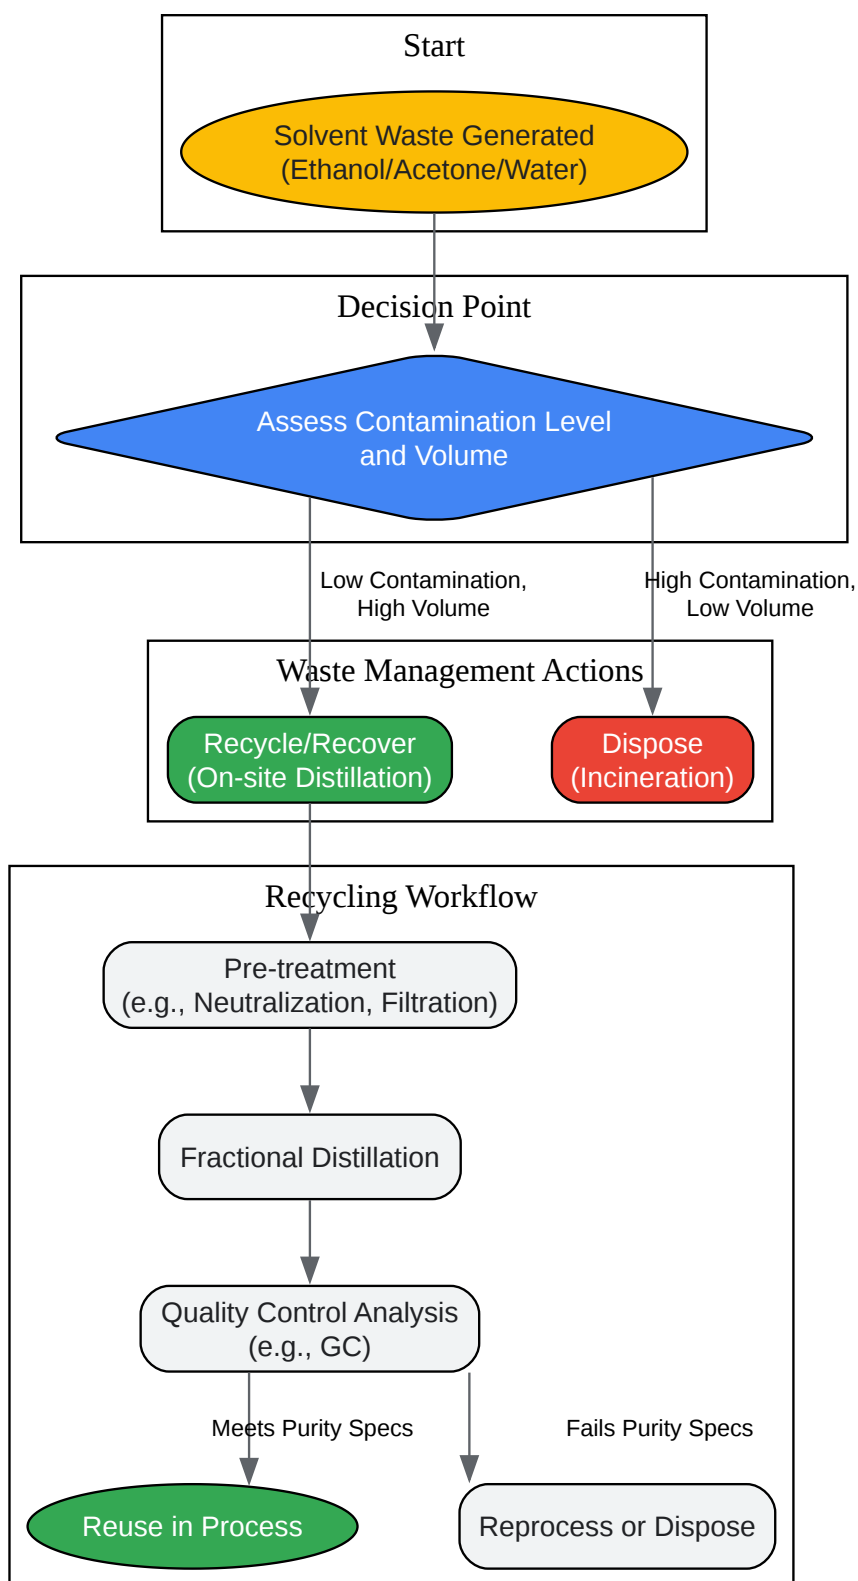 Start
Solvent Waste Generated
(Ethanol/Acetone/Water)
Decision Point
Assess Contamination Level
and Volume
Low Contamination,
High Volume
High Contamination,
Low Volume
Waste Management Actions
Recycle/Recover
(On-site Distillation)
Dispose
(Incineration)
Recycling Workflow
Pre-treatment
(e.g., Neutralization, Filtration)
Fractional Distillation
Quality Control Analysis
(e.g., GC)
Meets Purity Specs
Fails Purity Specs
Reuse in Process
Reprocess or Dispose